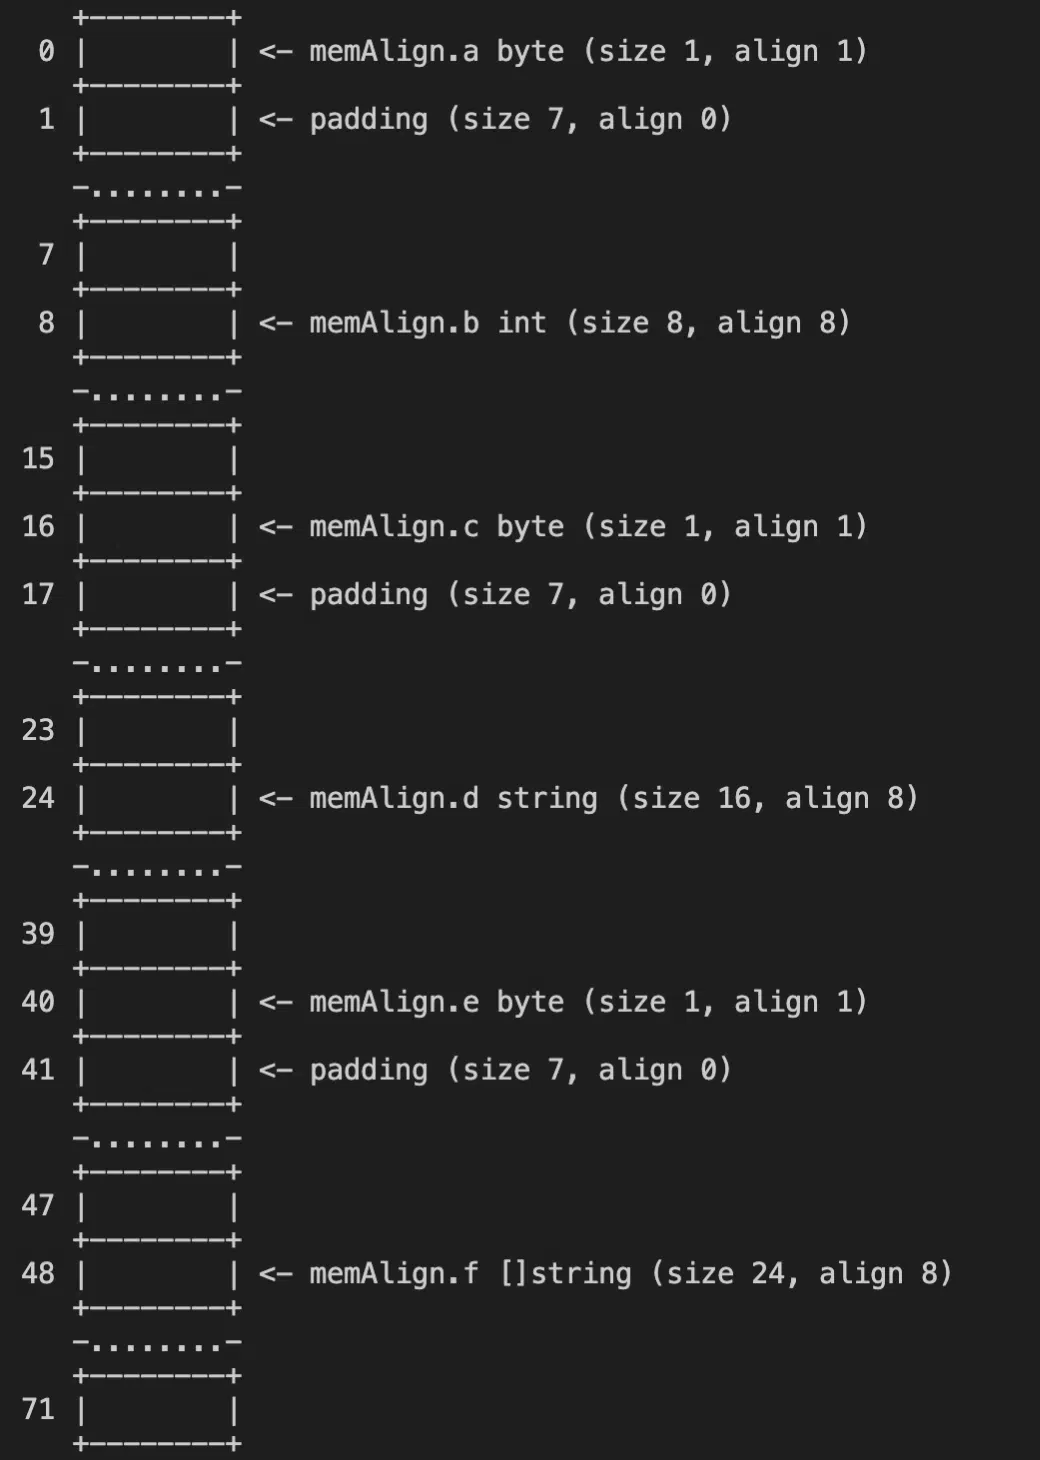 +--------+
0 |        | <- memAlign.a byte (size 1, align 1)
+--------+
1 |        | <- padding (size 7, align 0)
+--------+
-........-
+--------+
7 |        |
+--------+
8 |        | <- memAlign.b int (size 8, align 8)
+--------+
-........-
+--------+
15 |        |
+--------+
16 |        | <- memAlign.c byte (size 1, align 1)
+--------+
17 |        | <- padding (size 7, align 0)
+--------+
-........-
+--------+
23 |        |
+--------+
24 |        | <- memAlign.d string (size 16, align 8)
+--------+
-........-
+--------+
39 |        |
+--------+
40 |        | <- memAlign.e byte (size 1, align 1)
+--------+
41 |        | <- padding (size 7, align 0)
+--------+
-........-
+--------+
47 |        |
+--------+
48 |        | <- memAlign.f []string (size 24, align 8)
+--------+
-........-
+--------+
71 |        |
+--------+